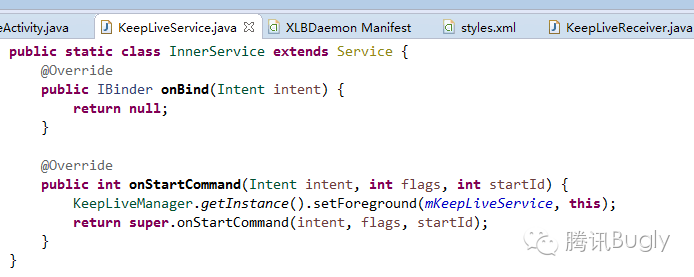 eActivity.java KeepLiveService.java XLBDaemon Manifest styles.xml KeepLiveReceiver.java
public static class InnerService extends Service {
@Override
public IBinder onBind(Intent intent) {
return null;
}
@Override
public int onStartCommand(Intent intent, int flags, int startId) {
KeepLiveManager.getInstance().setForeground(mKeepLiveService, this);
return super.onStartCommand(intent, flags, startId);
}
}
腾讯Bugly